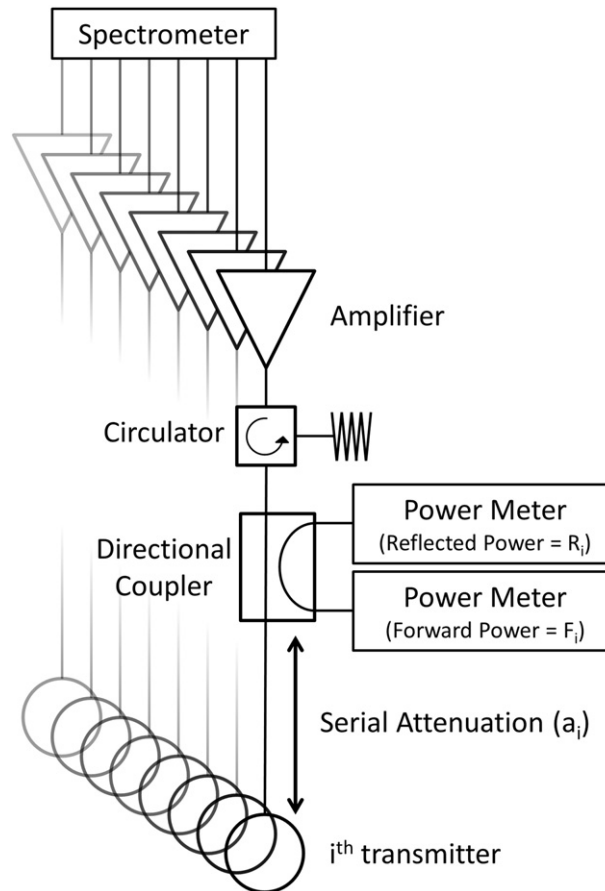 Spectrometer
Amplifier
Circulator
Power Meter
(Reflected Power = Rᵢ)
Directional
Coupler
Power Meter
(Forward Power = Fᵢ)
Serial Attenuation (aᵢ)
iᵗʰ transmitter